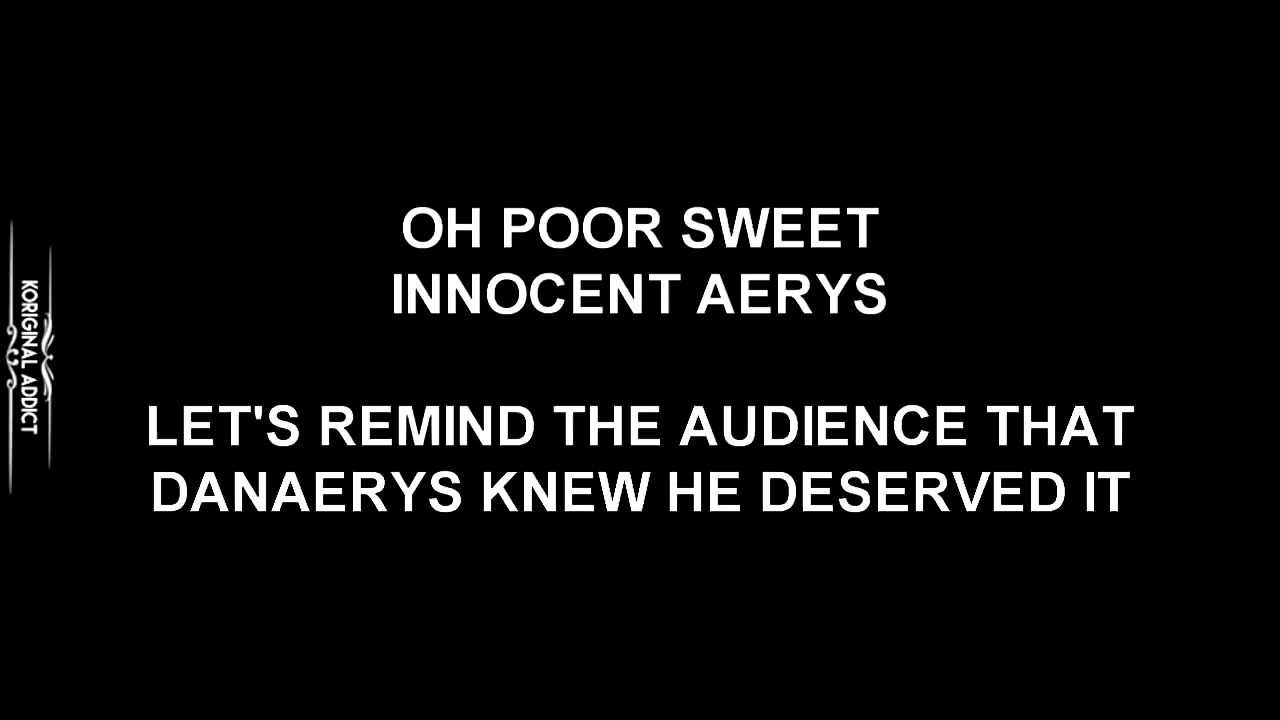 OH POOR SWEET
INNOCENT AERYS
LET'S REMIND THE AUDIENCE THAT
DANAERYS KNEW HE DESERVED IT
KORIGINAL ADDICT